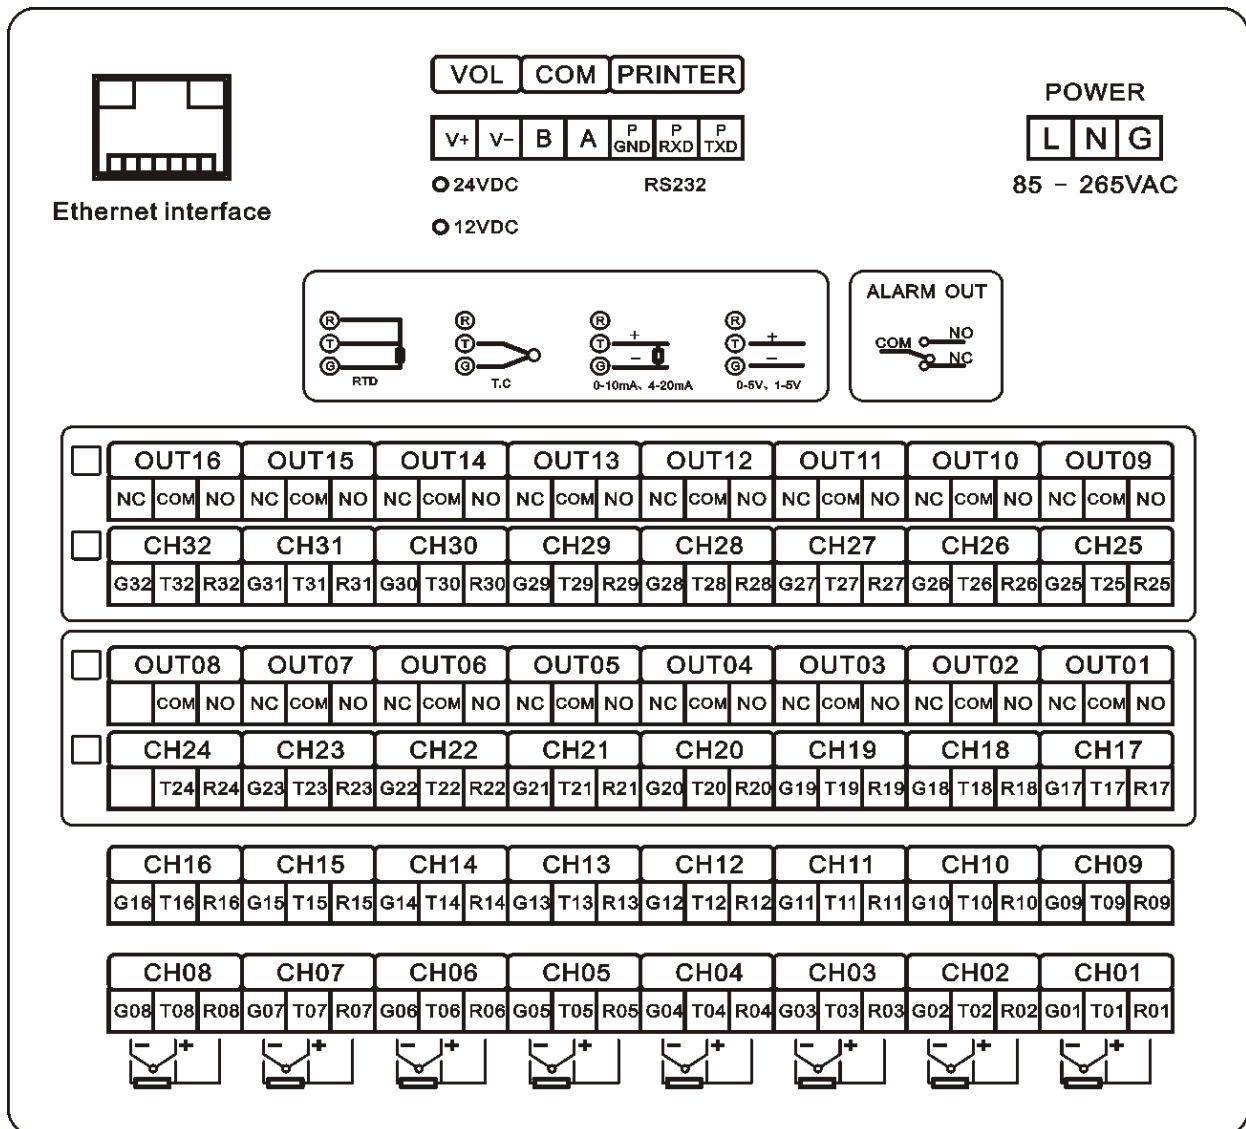 VOL COM PRINTER
POWER
V+ V- B A P GND P RXD P TXD
L N G
24VDC RS232
85 - 265VAC
Ethernet interface
12VDC
ALARM OUT
R R R R
T T + T + T +
G G G - G -
RTD T.C 0-10mA、4-20mA 0-5V、1-5V
COM NO
NC
OUT16 OUT15 OUT14 OUT13 OUT12 OUT11 OUT10 OUT09
NC COM NO NC COM NO NC COM NO NC COM NO NC COM NO NC COM NO NC COM NO NC COM NO
CH32 CH31 CH30 CH29 CH28 CH27 CH26 CH25
G32 T32 R32 G31 T31 R31 G30 T30 R30 G29 T29 R29 G28 T28 R28 G27 T27 R27 G26 T26 R26 G25 T25 R25
OUT08 OUT07 OUT06 OUT05 OUT04 OUT03 OUT02 OUT01
COM NO NC COM NO NC COM NO NC COM NO NC COM NO NC COM NO NC COM NO NC COM NO
CH24 CH23 CH22 CH21 CH20 CH19 CH18 CH17
T24 R24 G23 T23 R23 G22 T22 R22 G21 T21 R21 G20 T20 R20 G19 T19 R19 G18 T18 R18 G17 T17 R17
CH16 CH15 CH14 CH13 CH12 CH11 CH10 CH09
G16 T16 R16 G15 T15 R15 G14 T14 R14 G13 T13 R13 G12 T12 R12 G11 T11 R11 G10 T10 R10 G09 T09 R09
CH08 CH07 CH06 CH05 CH04 CH03 CH02 CH01
G08 T08 R08 G07 T07 R07 G06 T06 R06 G05 T05 R05 G04 T04 R04 G03 T03 R03 G02 T02 R02 G01 T01 R01
- + - + - + - + - + - + - + - +